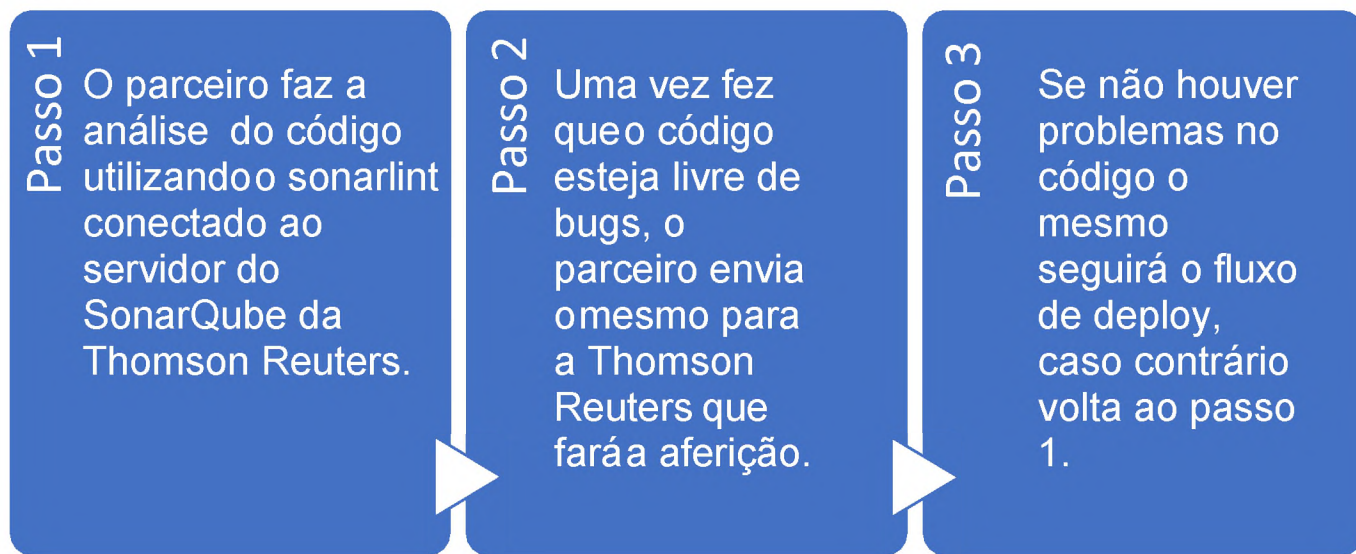 Passo 1
O parceiro faz a
análise do código
utilizandoo sonarlint
conectado ao
servidor do
SonarQube da
Thomson Reuters.
Passo 2
Uma vez fez
queo código
esteja livre de
bugs, o
parceiro envia
omesmo para
a Thomson
Reuters que
faráa aferição.
Passo 3
Se não houver
problemas no
código o
mesmo
seguirá o fluxo
de deploy,
caso contrário
volta ao passo
1.